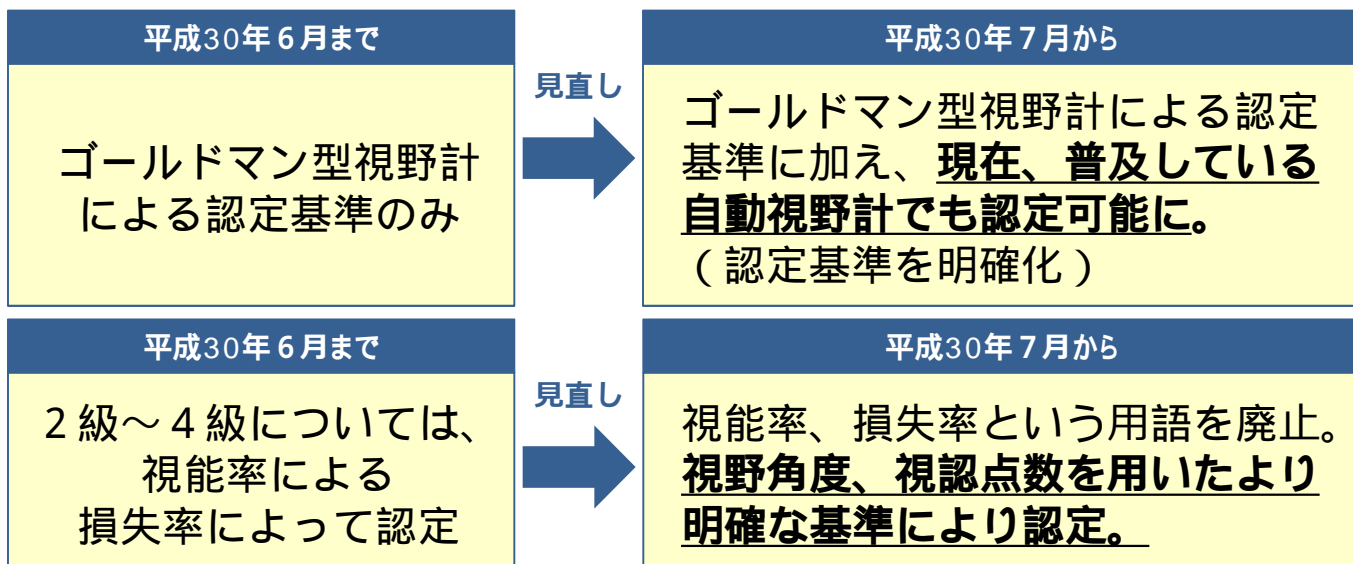 平成30年６月まで
ゴールドマン型視野計
による認定基準のみ
見直し
平成30年７月から
ゴールドマン型視野計による認定
基準に加え、現在、普及している
自動視野計でも認定可能に。
（認定基準を明確化）
平成30年６月まで
２級～４級については、
視能率による
損失率によって認定
見直し
平成30年７月から
視能率、損失率という用語を廃止。
視野角度、視認点数を用いたより
明確な基準により認定。